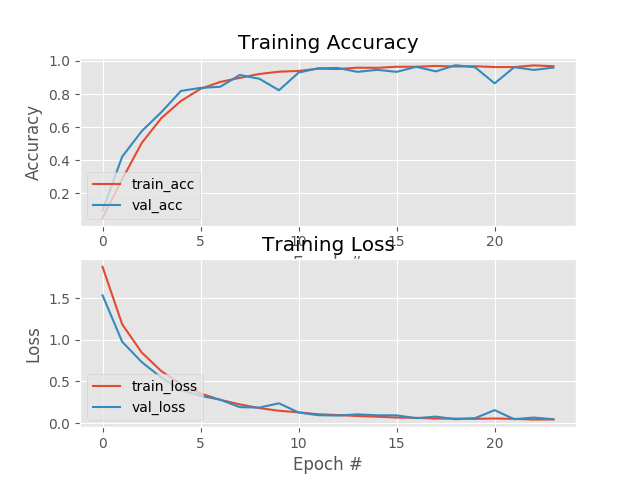 Training Accuracy
1.0
0.8
0.6
0.4
0.2
Accuracy
train_acc
val_acc
0 5 10 15 20
Epoch #
Training Loss
1.5
1.0
0.5
0.0
Loss
train_loss
val_loss
0 5 10 15 20
Epoch #